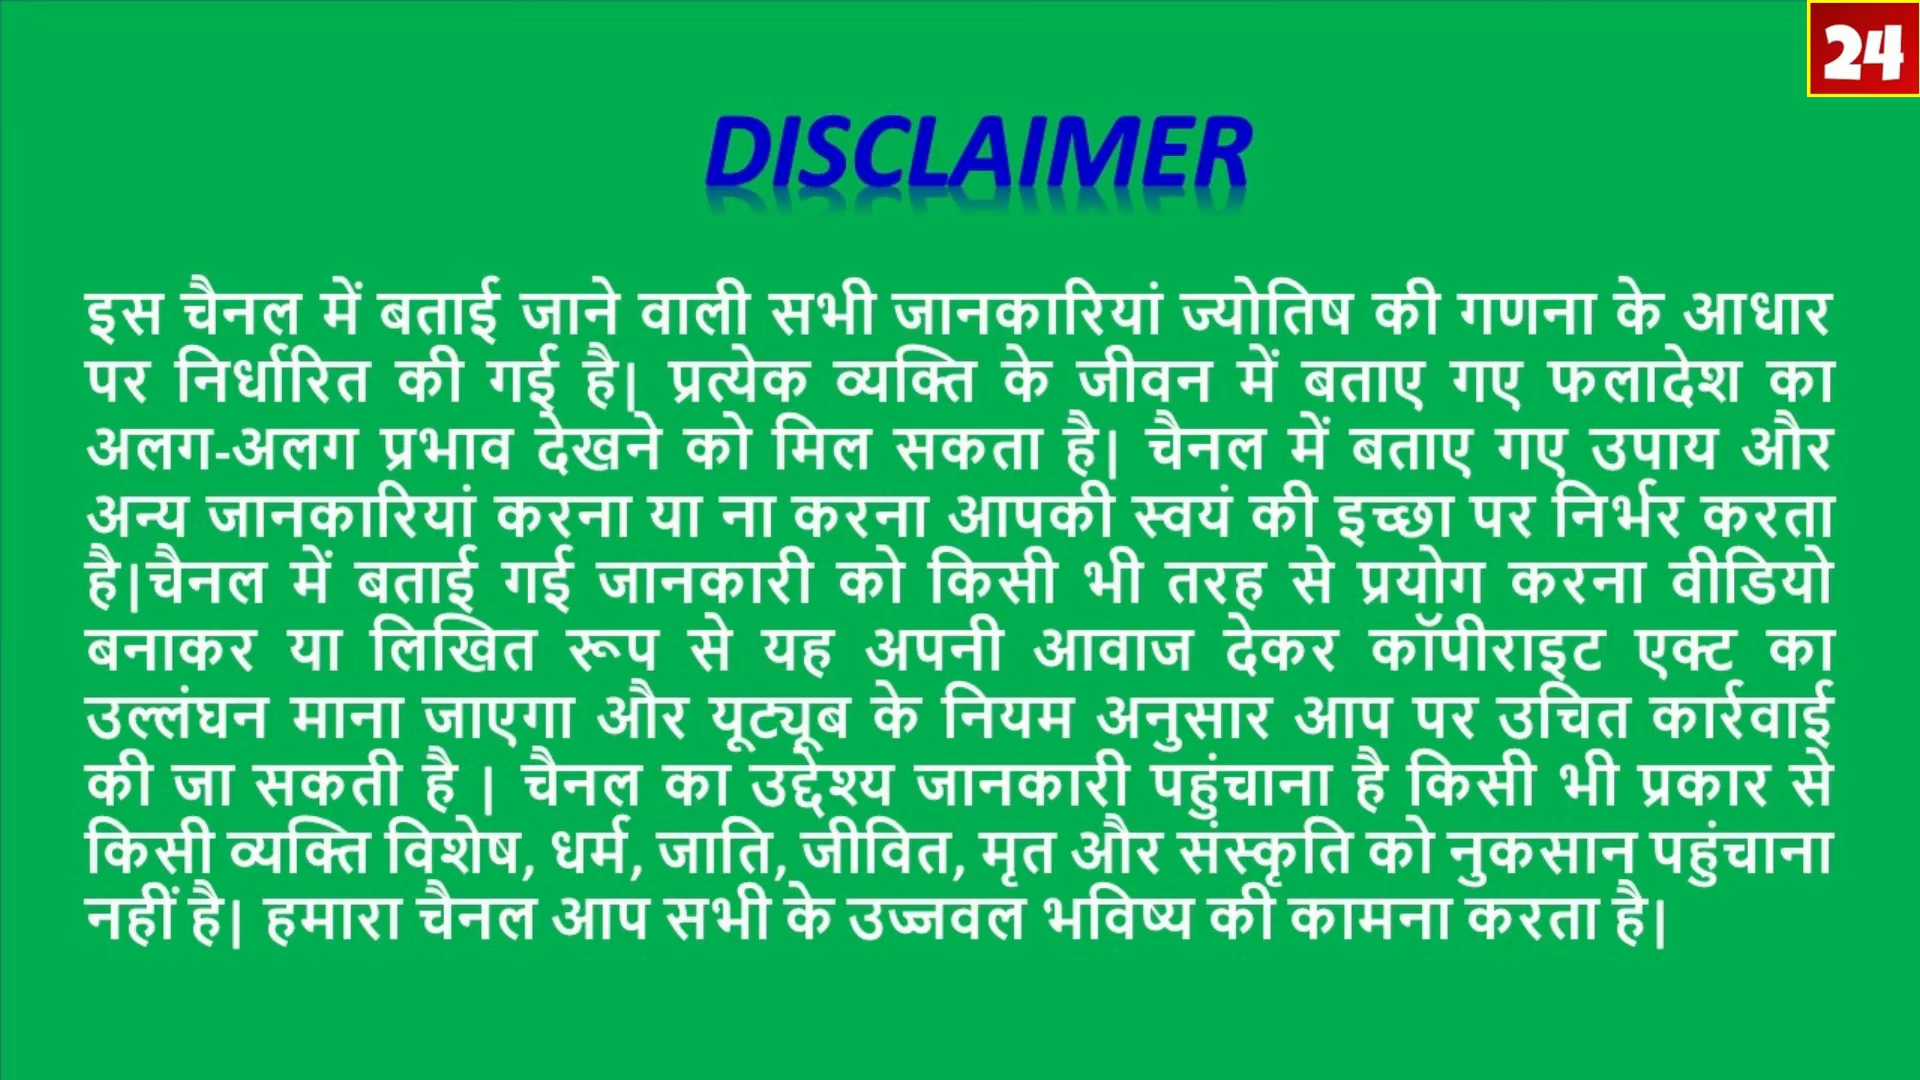 24
DISCLAIMER
इस चैनल में बताई जाने वाली सभी जानकारियां ज्योतिष की गणना के आधार
पर निर्धारित की गई है| प्रत्येक व्यक्ति के जीवन में बताए गए फलादेश का
अलग-अलग प्रभाव देखने को मिल सकता है| चैनल में बताए गए उपाय और
अन्य जानकारियां करना या ना करना आपकी स्वयं की इच्छा पर निर्भर करता
है|चैनल में बताई गई जानकारी को किसी भी तरह से प्रयोग करना वीडियो
बनाकर या लिखित रूप से यह अपनी आवाज देकर कॉपीराइट एक्ट का
उल्लंघन माना जाएगा और यूट्यूब के नियम अनुसार आप पर उचित कार्रवाई
की जा सकती है | चैनल का उद्देश्य जानकारी पहुंचाना है किसी भी प्रकार से
किसी व्यक्ति विशेष, धर्म, जाति, जीवित, मृत और संस्कृति को नुकसान पहुंचाना
नहीं है| हमारा चैनल आप सभी के उज्जवल भविष्य की कामना करता है|